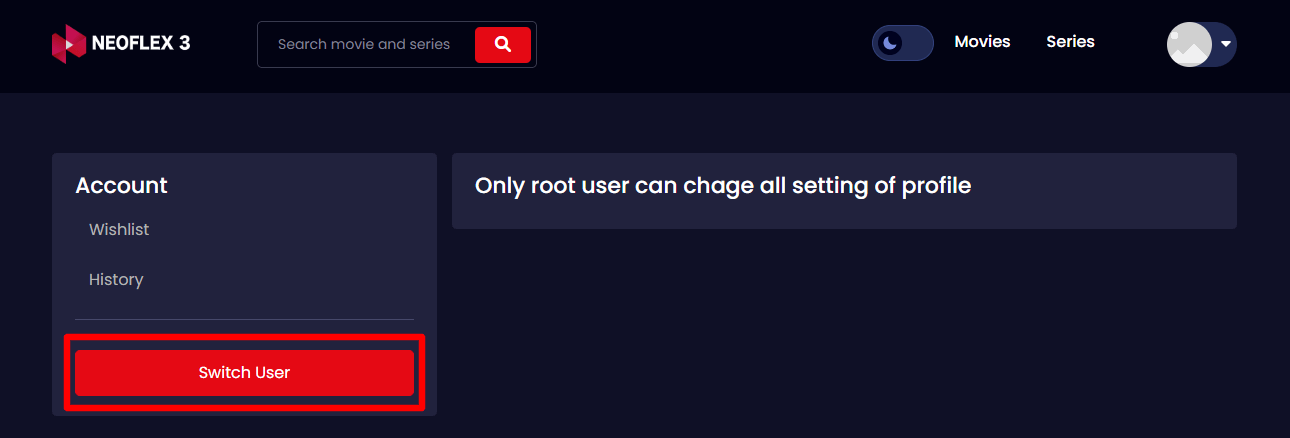 NEOFLEX 3
Search movie and series
Movies
Series
Account
Wishlist
History
Switch User
Only root user can chage all setting of profile